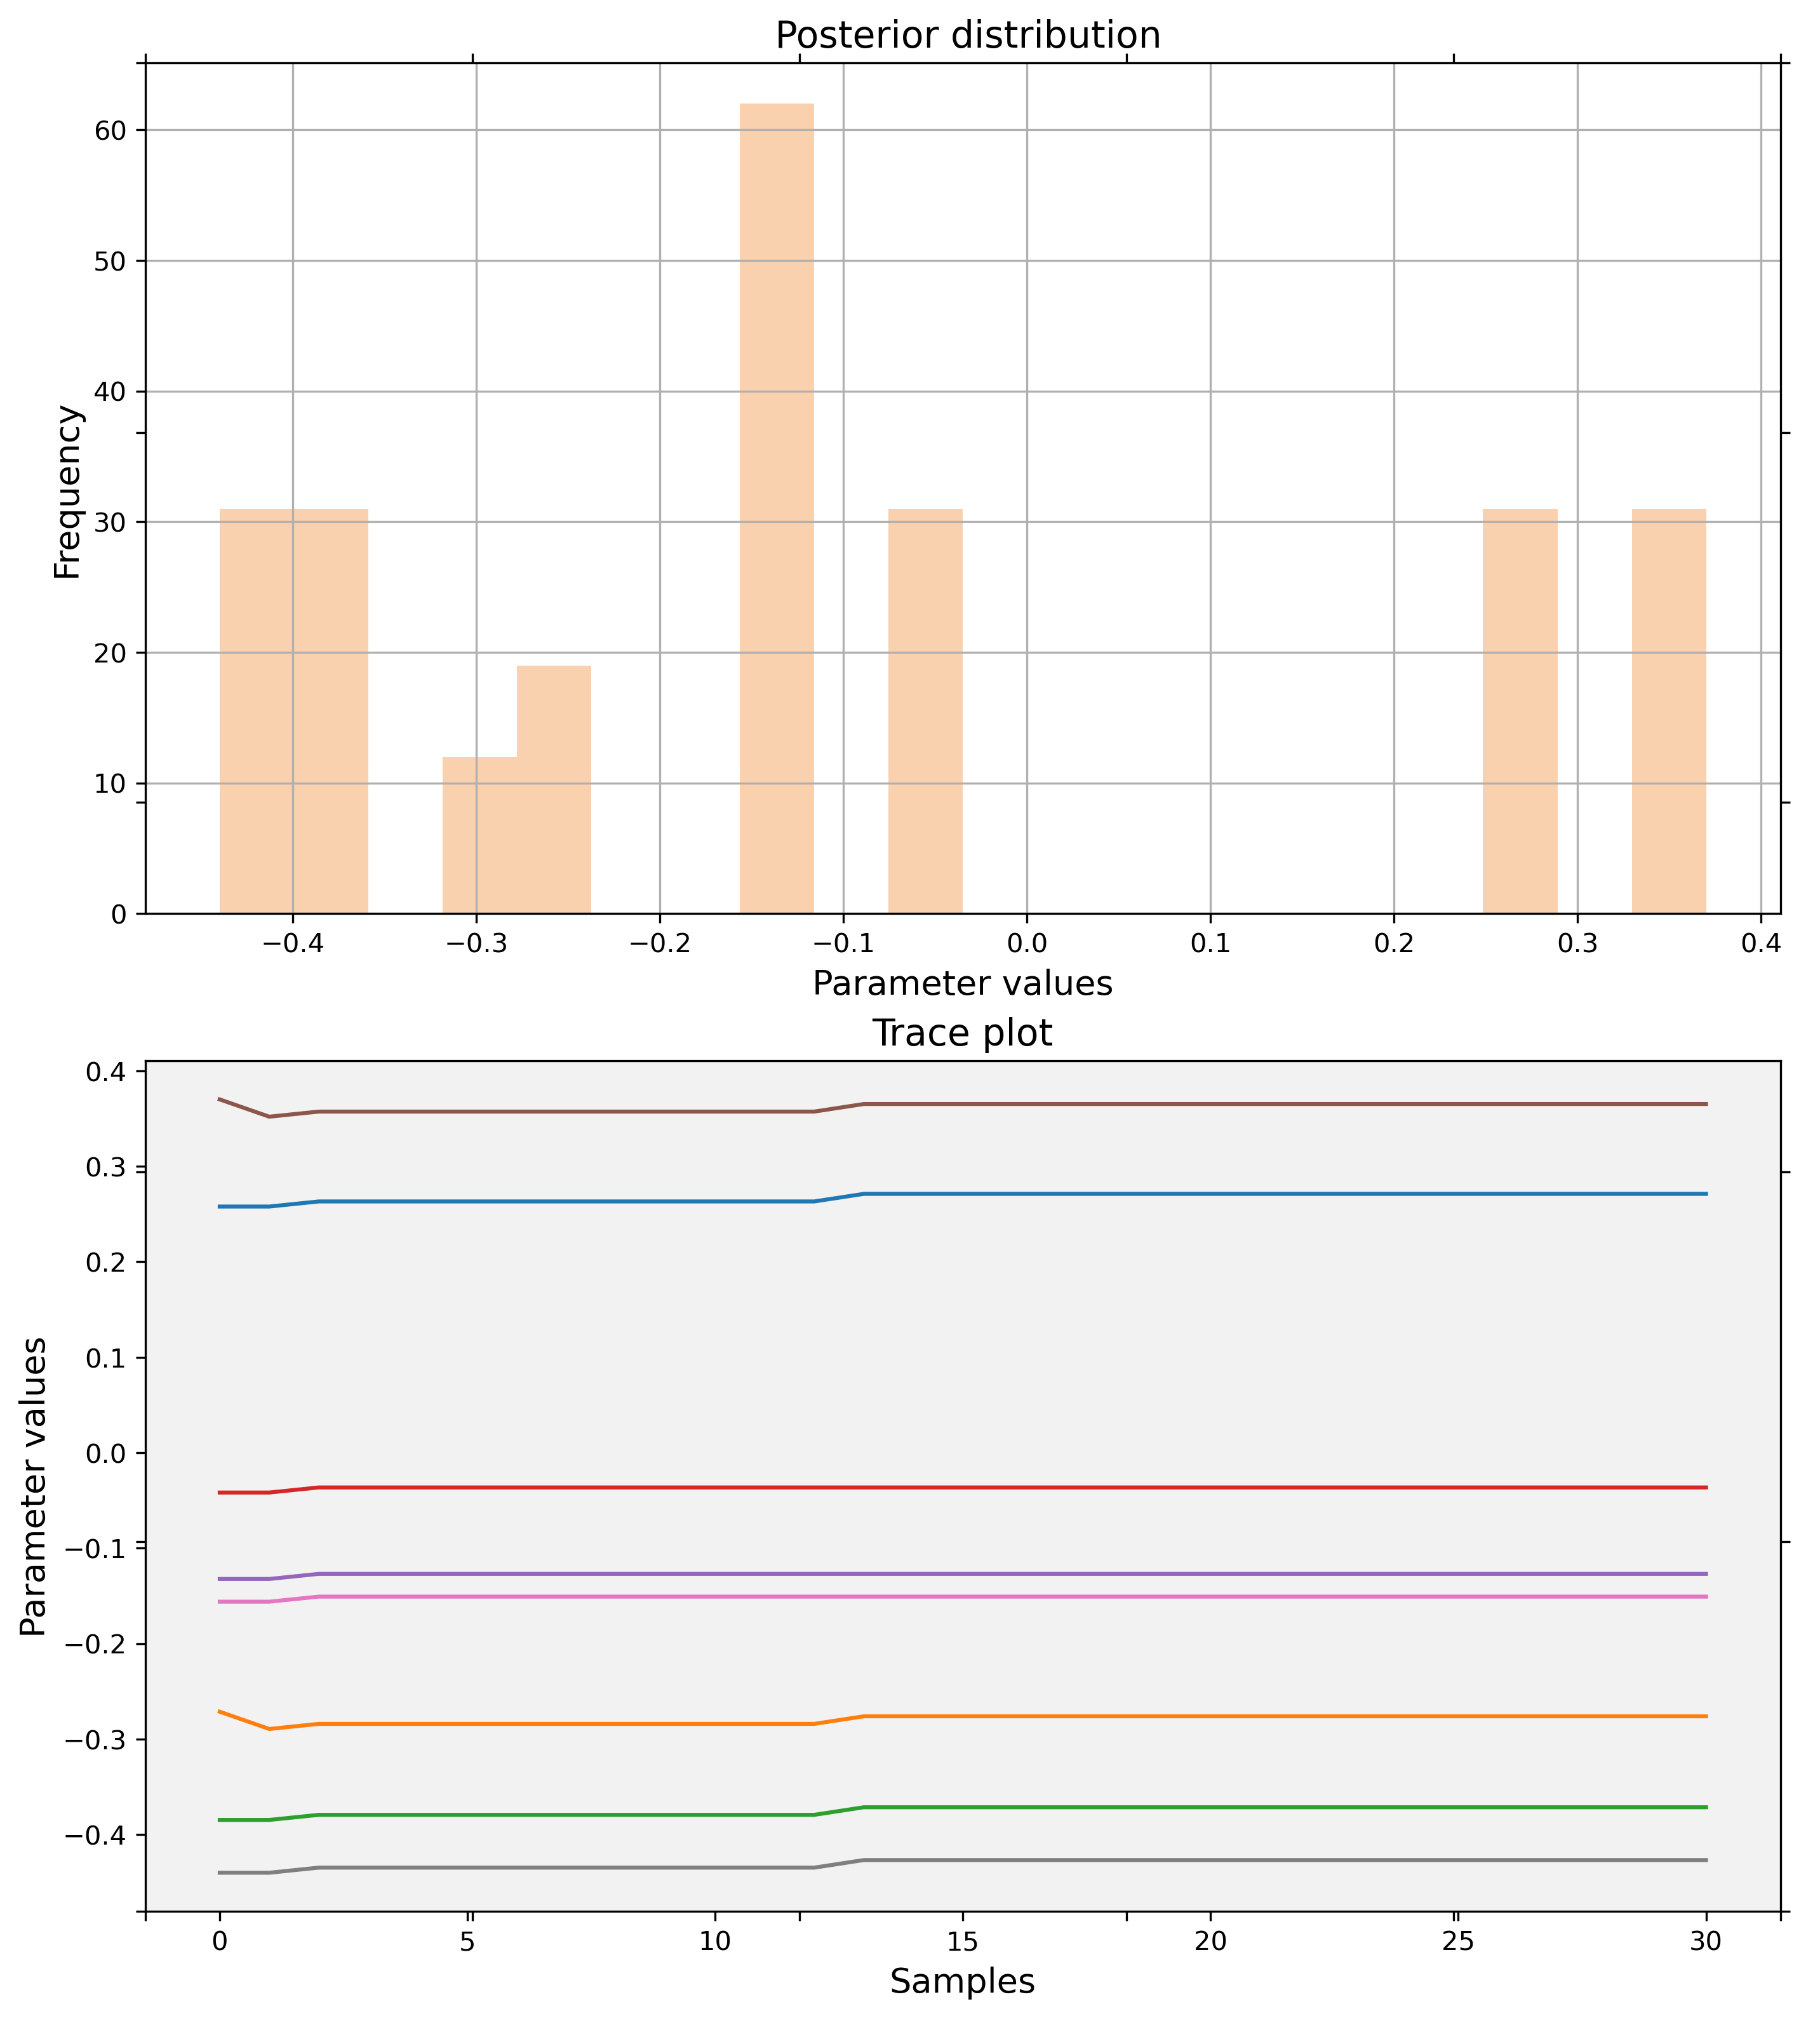 Posterior distribution
60
50
40
30
20
10
0
Frequency
−0.4 −0.3 −0.2 −0.1 0.0 0.1 0.2 0.3 0.4
Parameter values
Trace plot
0.4
0.3
0.2
0.1
0.0
−0.1
−0.2
−0.3
−0.4
Parameter values
0 5 10 15 20 25 30
Samples